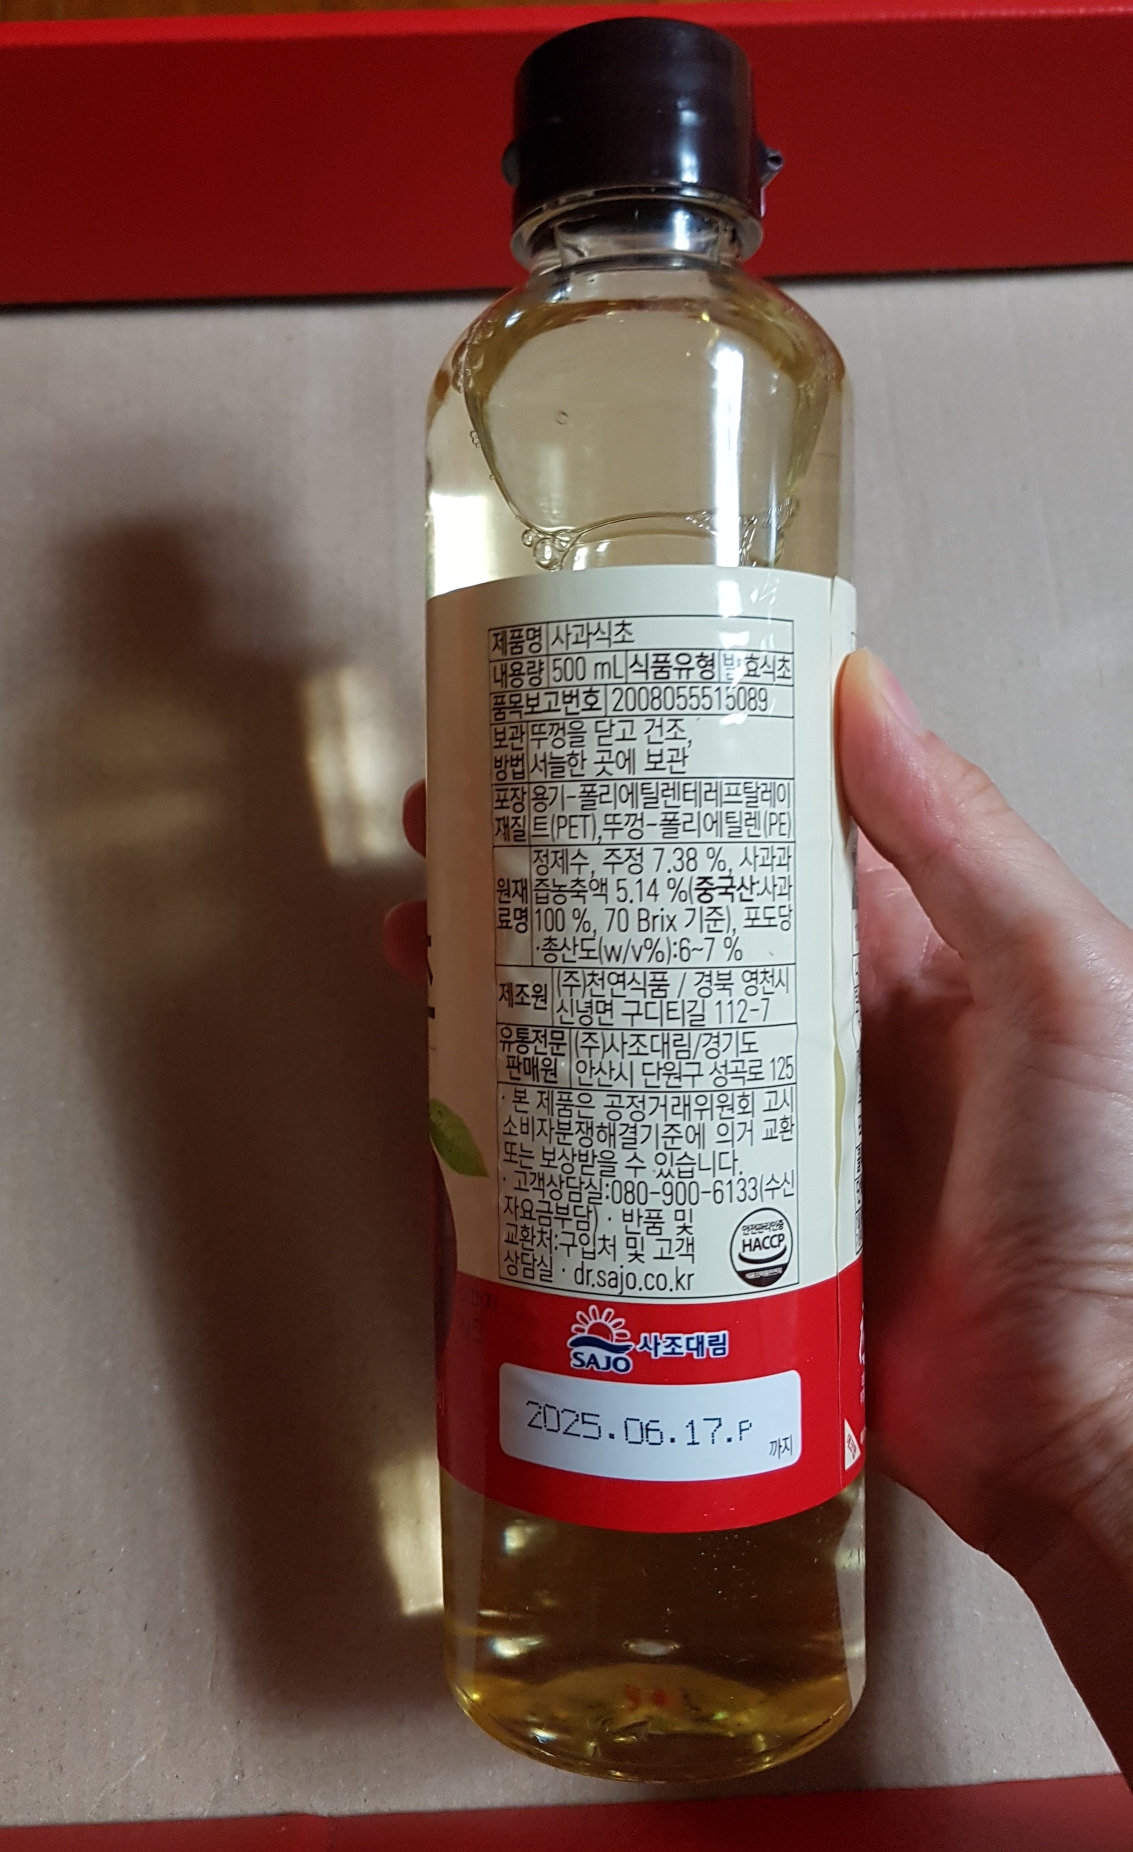 제품명 사과식초
내용량 500 mL 식품유형 발효식초
품목보고번호 2008055515089
보관 뚜껑을 닫고 건조,
방법 서늘한 곳에 보관
포장 용기-폴리에틸렌테레프탈레이
재질 트(PET),뚜껑-폴리에틸렌(PE)
정제수, 주정 7.38 %, 사과과
원재 즙농축액 5.14 %(중국산:사과
료명 100 %, 70 Brix 기준), 포도당
·총산도(w/v%):6~7 %
제조원 (주)천연식품 / 경북 영천시
신녕면 구디티길 112-7
유통전문 (주)사조대림/경기도
판매원 안산시 단원구 성곡로 125
· 본 제품은 공정거래위원회 고시
소비자분쟁해결기준에 의거 교환
또는 보상받을 수 있습니다.
· 고객상담실:080-900-6133(수신
자요금부담) · 반품 및
교환처:구입처 및 고객
상담실 · dr.sajo.co.kr
안전관리인증
HACCP
SAJO 사조대림
2025.06.17.P
까지